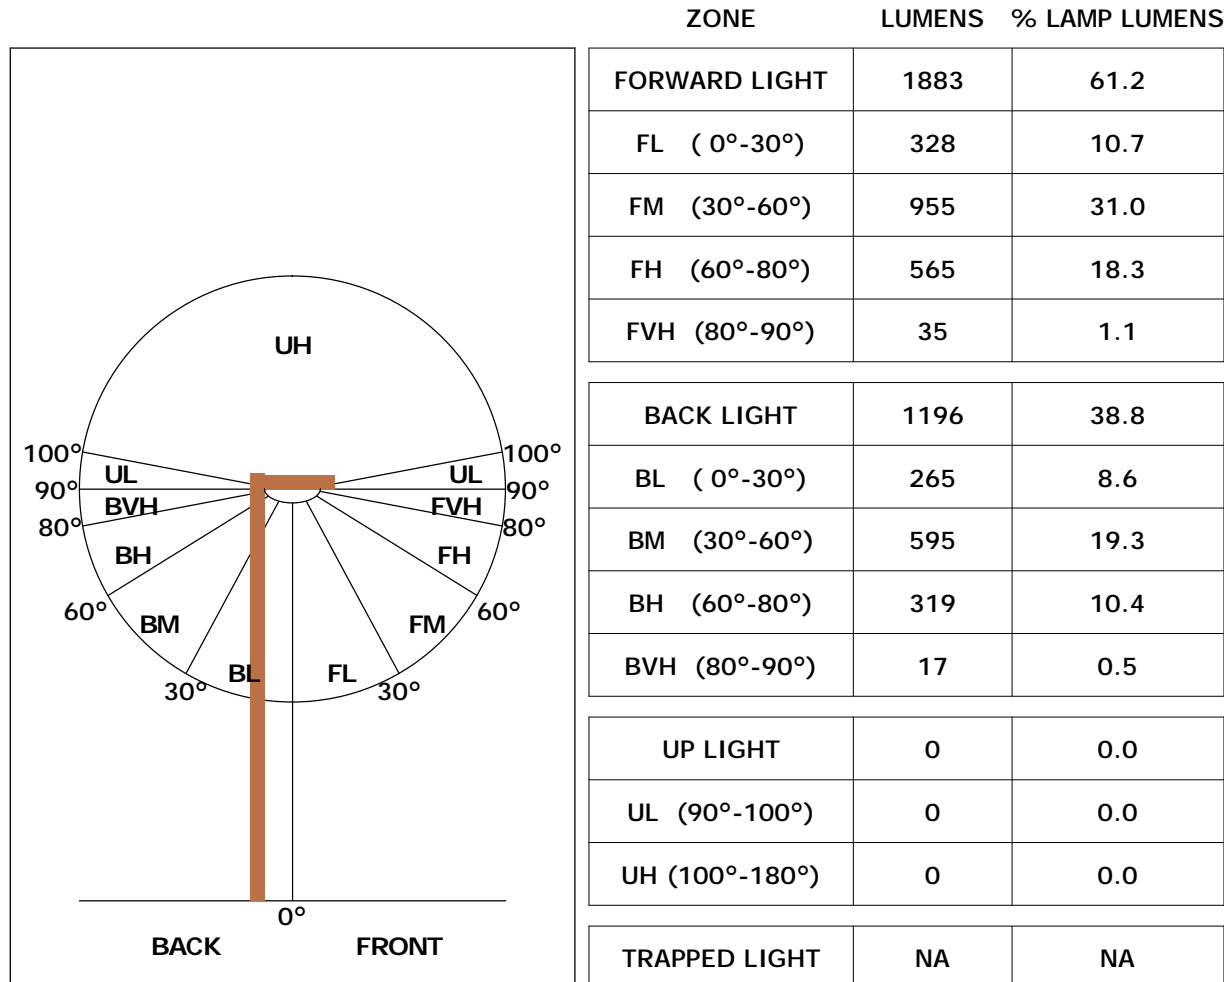 ZONE LUMENS % LAMP LUMENS
FORWARD LIGHT 1883 61.2
FL ( 0°-30°) 328 10.7
FM (30°-60°) 955 31.0
FH (60°-80°) 565 18.3
FVH (80°-90°) 35 1.1
BACK LIGHT 1196 38.8
BL ( 0°-30°) 265 8.6
BM (30°-60°) 595 19.3
BH (60°-80°) 319 10.4
BVH (80°-90°) 17 0.5
UP LIGHT 0 0.0
UL (90°-100°) 0 0.0
UH (100°-180°) 0 0.0
TRAPPED LIGHT NA NA
UH
100° 100°
UL UL
90° 90°
BVH FVH
80° 80°
BH FH
60° 60°
BM FM
BL FL
30° 30°
0°
BACK FRONT